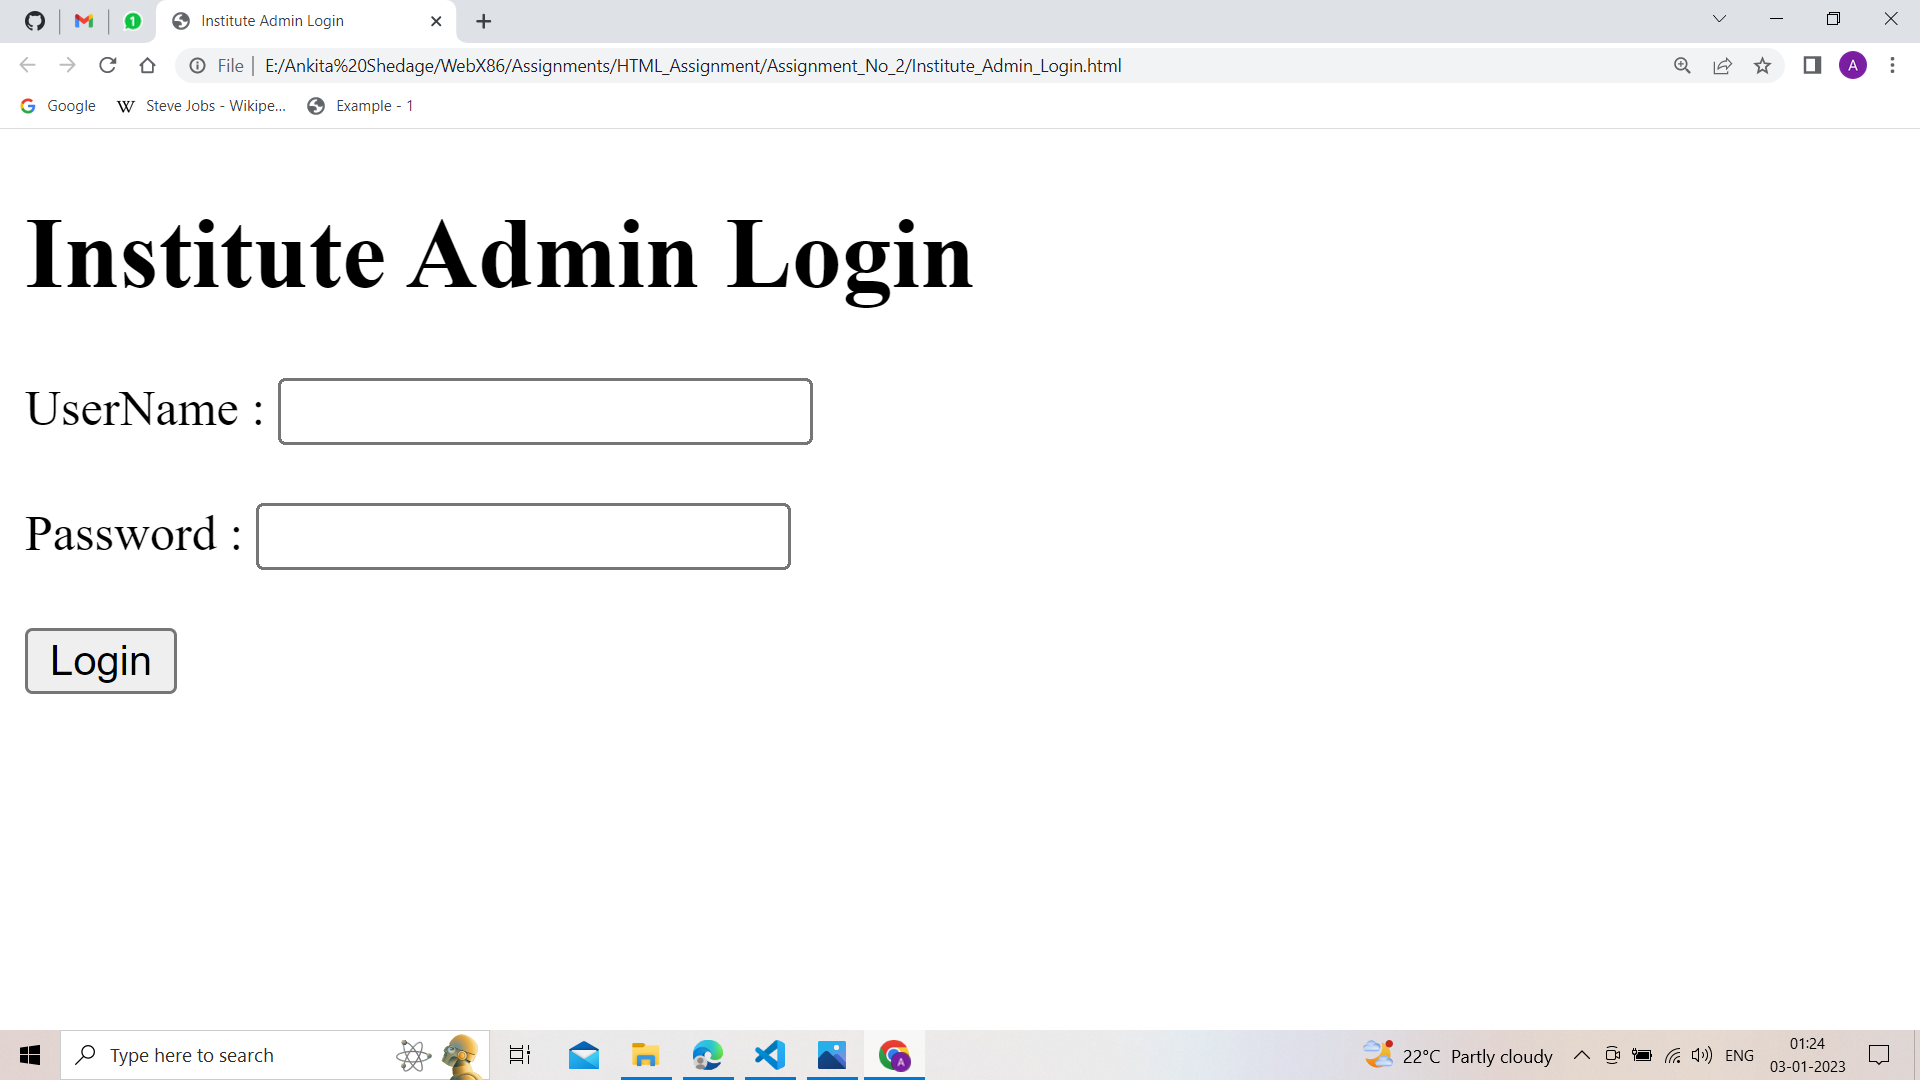 Institute Admin Login
File
E:/Ankita%20Shedage/WebX86/Assignments/HTML_Assignment/Assignment_No_2/Institute_Admin_Login.html
A
Google
W Steve Jobs - Wikipe...
Example - 1
Institute Admin Login
UserName :
Password :
Login
Type here to search
A
22°C Partly cloudy
ENG
01:24
03-01-2023